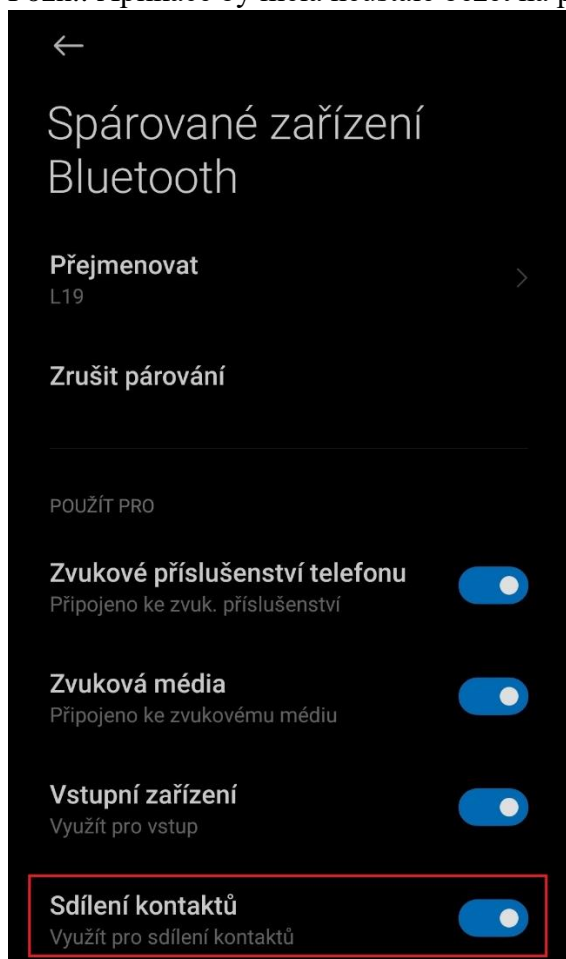 Spárované zařízení
Bluetooth
Přejmenovat
L19
Zrušit párování
POUŽÍT PRO
Zvukové příslušenství telefonu
Připojeno ke zvuk. příslušenství
Zvuková média
Připojeno ke zvukovému médiu
Vstupní zařízení
Využít pro vstup
Sdílení kontaktů
Využít pro sdílení kontaktů